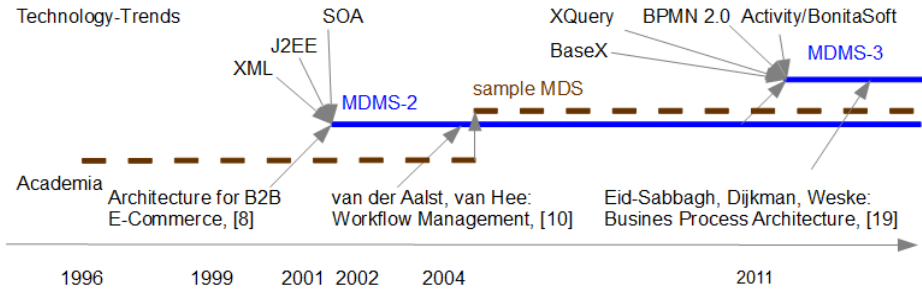 Technology-Trends
SOA
XQuery
BPMN 2.0
Activity/BonitaSoft
J2EE
BaseX
MDMS-3
XML
MDMS-2
sample MDS
Academia
Architecture for B2B
E-Commerce, [8]
van der Aalst, van Hee:
Workflow Management, [10]
Eid-Sabbagh, Dijkman, Weske:
Busines Process Architecture, [19]
1996
1999
2001
2002
2004
2011